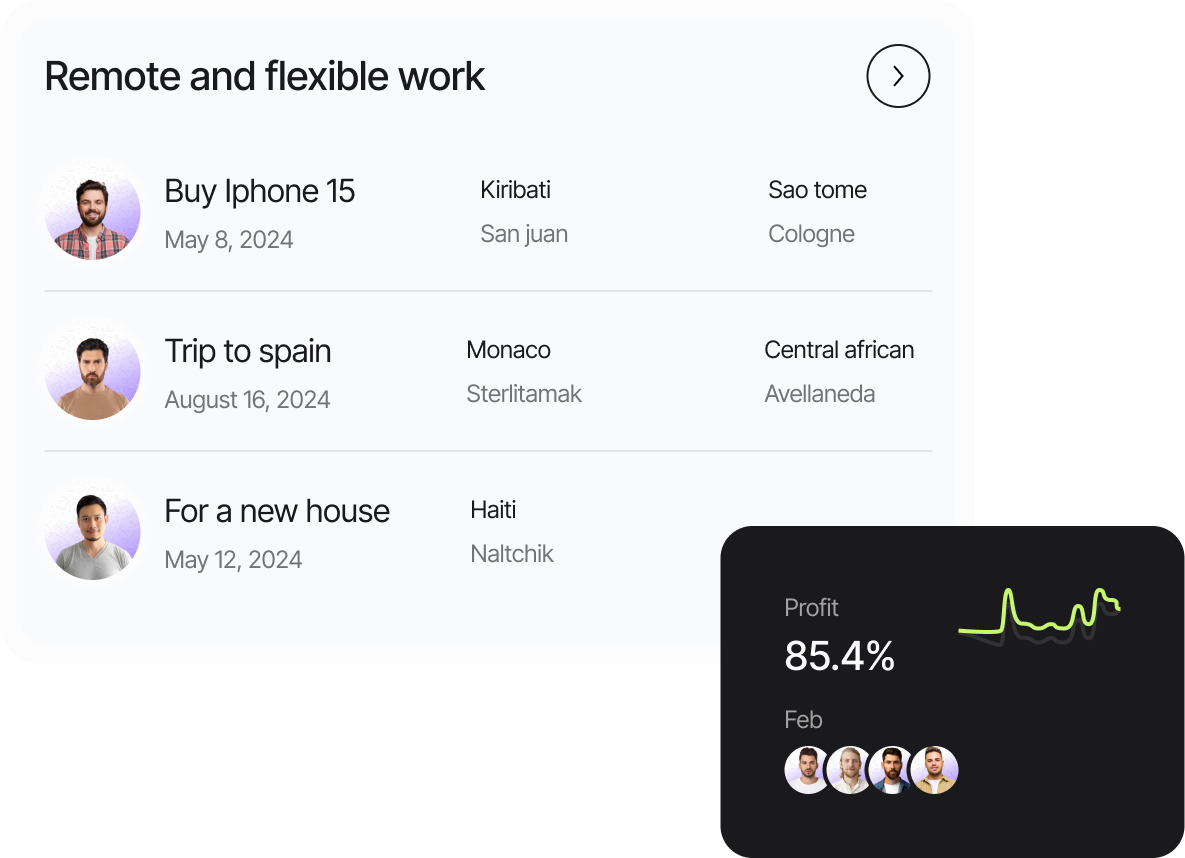 Remote and flexible work
Buy Iphone 15
Kiribati
Sao tome
May 8, 2024
San juan
Cologne
Trip to spain
Monaco
Central african
August 16, 2024
Sterlitamak
Avellaneda
For a new house
Haiti
May 12, 2024
Naltchik
Profit
85.4%
Feb